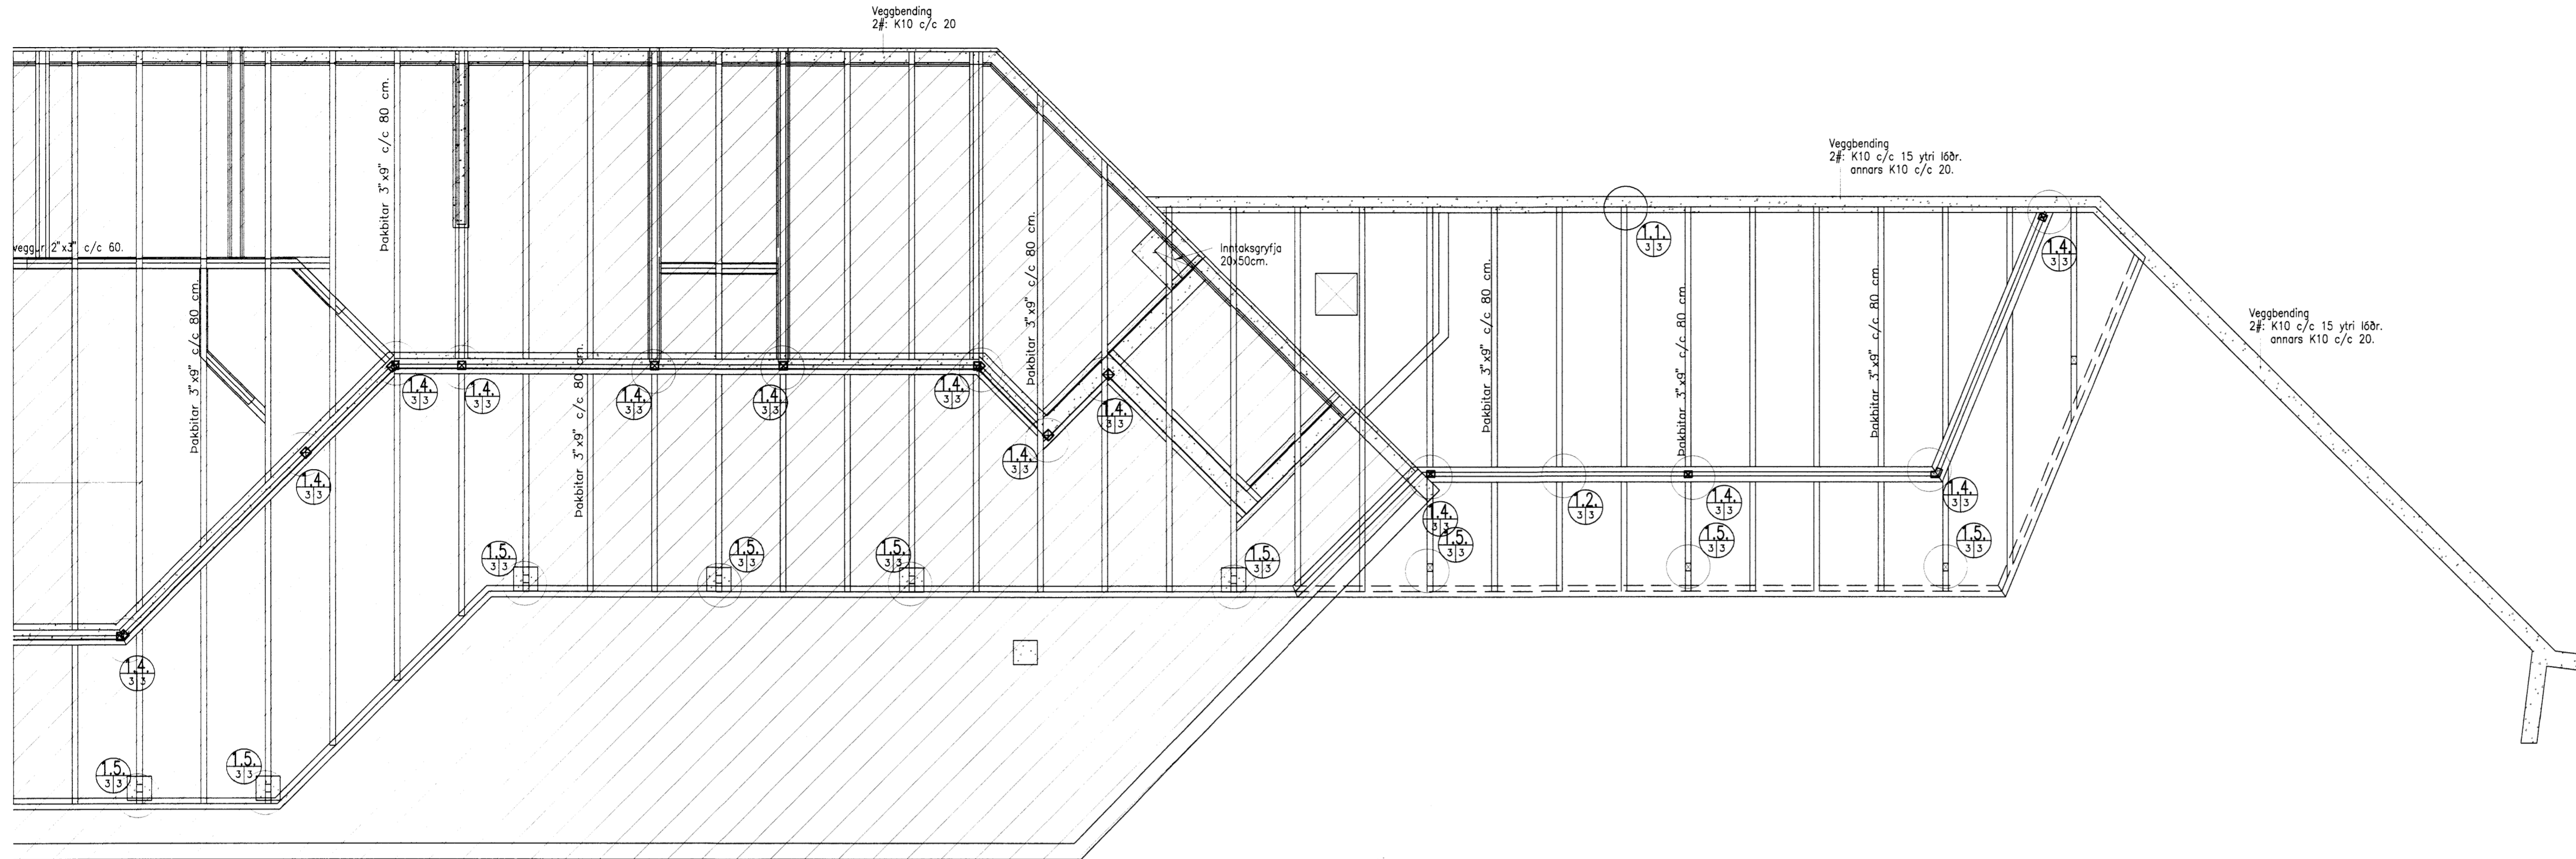 Veggbending
2#: K10 c/c 20
Veggbending
2#: K10 c/c 15 ytri lóðr.
annars K10 c/c 20.
Veggbending
2#: K10 c/c 15 ytri lóðr.
annars K10 c/c 20.
veggur 2"x3" c/c 60.
Inntaksgryfja
20x50cm.
Þakbitar 3"x9" c/c 80 cm.
Þakbitar 3"x9" c/c 80 cm.
Þakbitar 3"x9" c/c 80 cm.
Þakbitar 3"x9" c/c 80 cm.
Þakbitar 3"x9" c/c 80 cm.
Þakbitar 3"x9" c/c 80 cm.
Þakbitar 3"x9" c/c 80 cm.
1.1.
3 3
1.4.
3 3
1.4.
3 3
1.4.
3 3
1.4.
3 3
1.4.
3 3
1.4.
3 3
1.4.
3 3
1.4.
3 3
1.4.
3 3
1.4.
3 3
1.2.
3 3
1.4.
3 3
1.4.
3 3
1.5.
3 3
1.5.
3 3
1.5.
3 3
1.5.
3 3
1.5.
3 3
1.5.
3 3
1.5.
3 3
1.4.
3 3
1.5.
3 3
1.5.
3 3